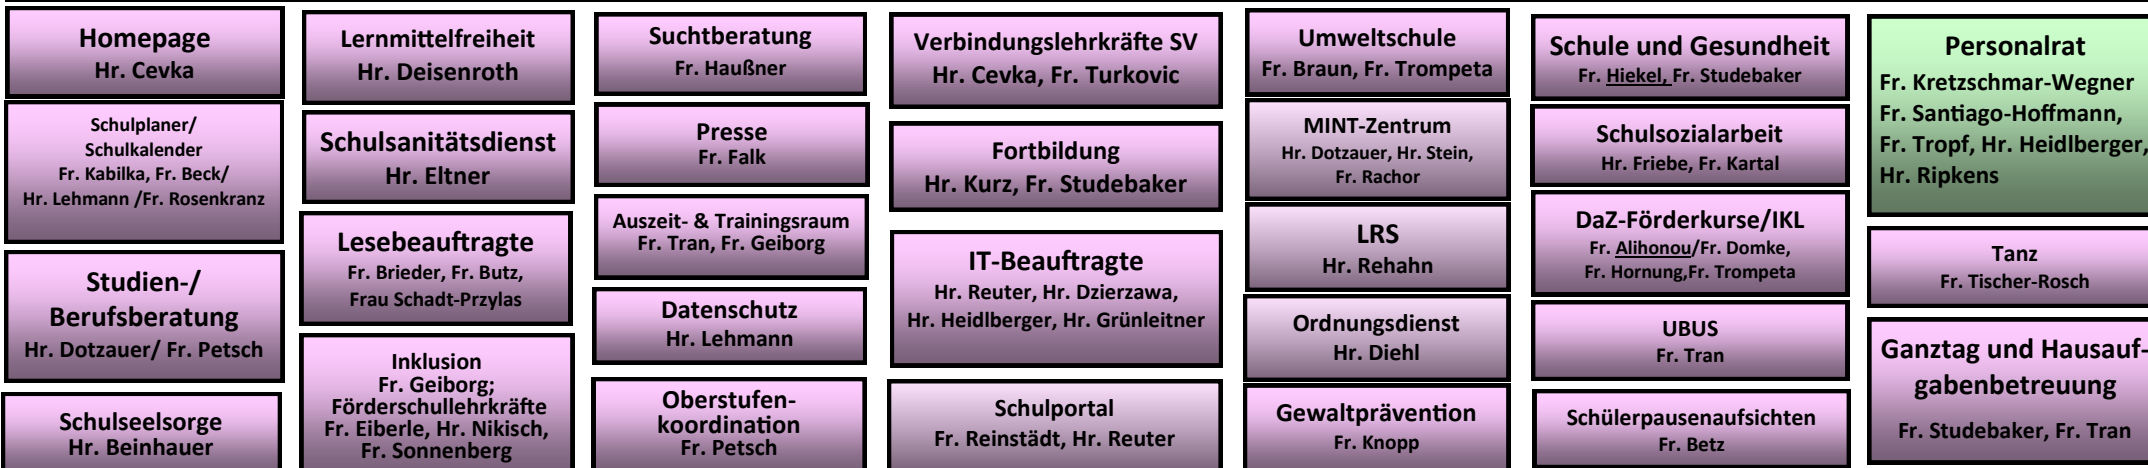 Homepage
Hr. Cevka
Schulplaner/
Schulkalender
Fr. Kabilka, Fr. Beck/
Hr. Lehmann /Fr. Rosenkranz
Studien-/
Berufsberatung
Hr. Dotzauer/ Fr. Petsch
Schulseelsorge
Hr. Beinhauer
Lernmittelfreiheit
Hr. Deisenroth
Schulsanitätsdienst
Hr. Eltner
Lesebeauftragte
Fr. Brieder, Fr. Butz,
Frau Schadt-Przylas
Inklusion
Fr. Geiborg;
Förderschullehrkräfte
Fr. Eiberle, Hr. Nikisch,
Fr. Sonnenberg
Suchtberatung
Fr. Haußner
Presse
Fr. Falk
Auszeit- & Trainingsraum
Fr. Tran, Fr. Geiborg
Datenschutz
Hr. Lehmann
Oberstufen-
koordination
Fr. Petsch
Verbindungslehrkräfte SV
Hr. Cevka, Fr. Turkovic
Fortbildung
Hr. Kurz, Fr. Studebaker
IT-Beauftragte
Hr. Reuter, Hr. Dzierzawa,
Hr. Heidlberger, Hr. Grünleitner
Schulportal
Fr. Reinstädt, Hr. Reuter
Umweltschule
Fr. Braun, Fr. Trompeta
MINT-Zentrum
Hr. Dotzauer, Hr. Stein,
Fr. Rachor
LRS
Hr. Rehahn
Ordnungsdienst
Hr. Diehl
Gewaltprävention
Fr. Knopp
Schule und Gesundheit
Fr. Hiekel, Fr. Studebaker
Schulsozialarbeit
Hr. Friebe, Fr. Kartal
DaZ-Förderkurse/IKL
Fr. Alihonou/Fr. Domke,
Fr. Hornung,Fr. Trompeta
UBUS
Fr. Tran
Schülerpausenaufsichten
Fr. Betz
Personalrat
Fr. Kretzschmar-Wegner
Fr. Santiago-Hoffmann,
Fr. Tropf, Hr. Heidlberger,
Hr. Ripkens
Tanz
Fr. Tischer-Rosch
Ganztag und Hausauf-
gabenbetreuung
Fr. Studebaker, Fr. Tran